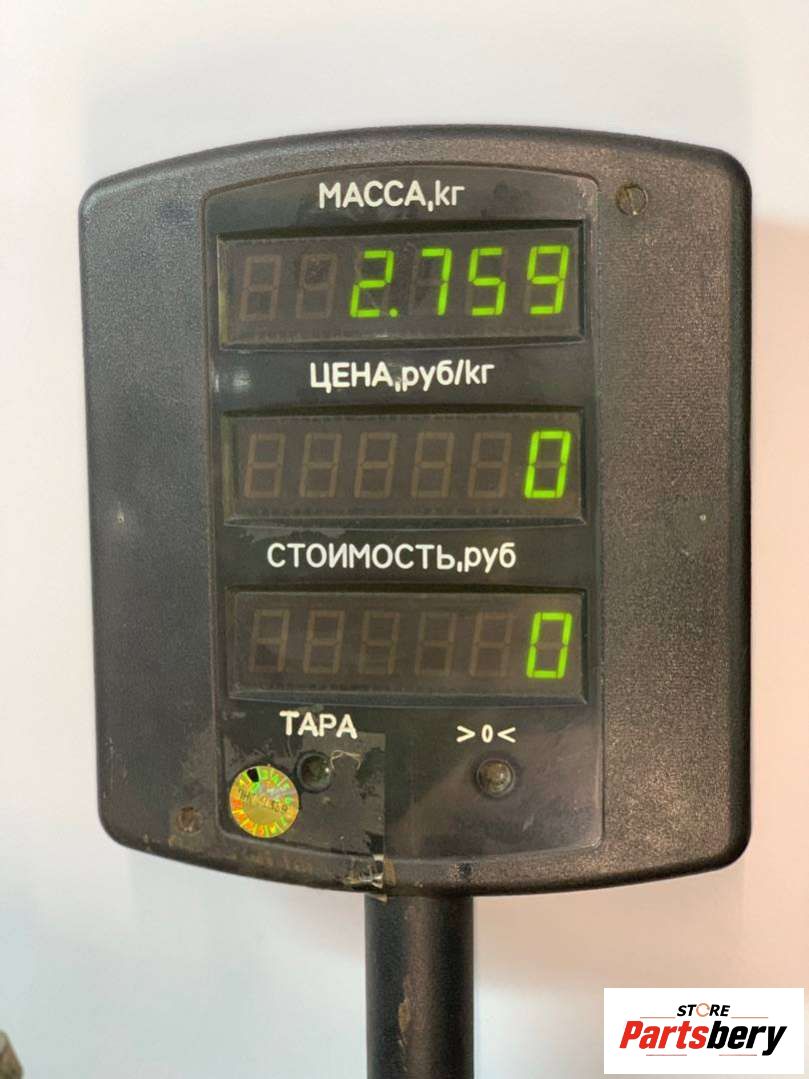 МАССА,кг
2.759
ЦЕНА,руб/кг
0
СТОИМОСТЬ,руб
0
ТАРА >0<
STORE
Partsbery